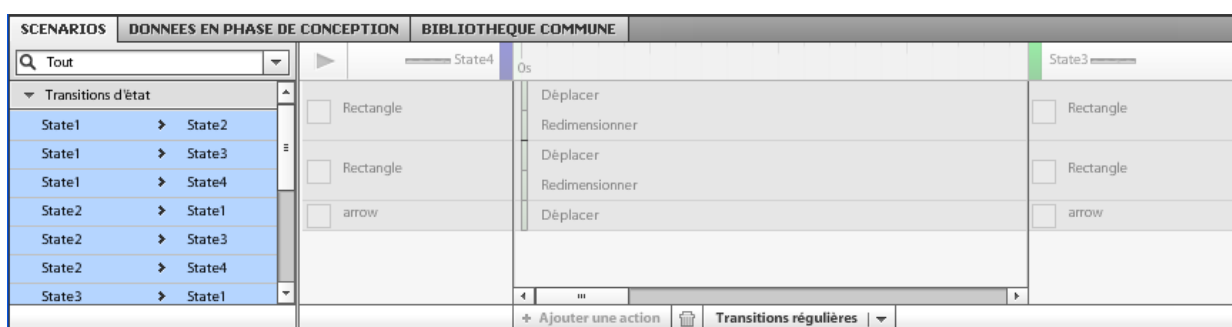 SCENARIOS DONNEES EN PHASE DE CONCEPTION BIBLIOTHEQUE COMMUNE
Tout
State4
0s
State3
Transitions d'état
State1 State2
State1 State3
State1 State4
State2 State1
State2 State3
State2 State4
State3 State1
Rectangle
Déplacer
Redimensionner
Rectangle
Rectangle
Déplacer
Redimensionner
Rectangle
arrow
Déplacer
arrow
+ Ajouter une action
Transitions régulières